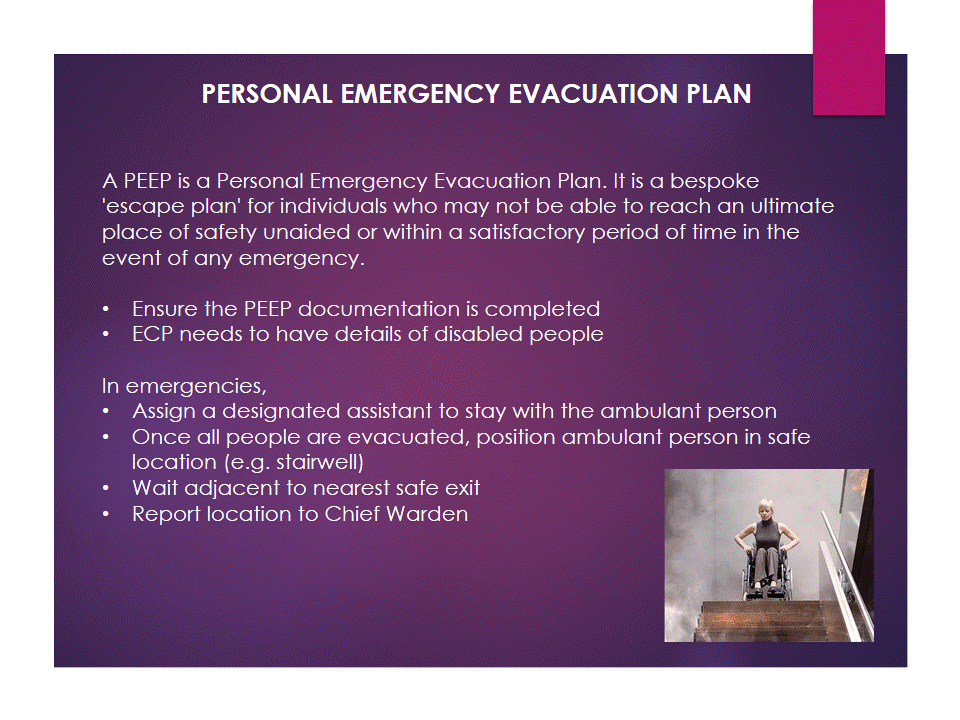 PERSONAL EMERGENCY EVACUATION PLAN
A PEEP is a Personal Emergency Evacuation Plan. It is a bespoke
'escape plan' for individuals who may not be able to reach an ultimate
place of safety unaided or within a satisfactory period of time in the
event of any emergency.
• Ensure the PEEP documentation is completed
• ECP needs to have details of disabled people
In emergencies,
• Assign a designated assistant to stay with the ambulant person
• Once all people are evacuated, position ambulant person in safe
location (e.g. stairwell)
• Wait adjacent to nearest safe exit
• Report location to Chief Warden